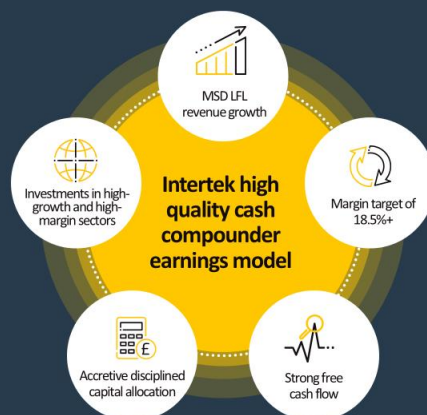 MSD LFL
revenue growth
Investments in high-
growth and high-
margin sectors
Intertek high
quality cash
compounder
earnings model
Margin target of
18.5%+
£
Accretive disciplined
capital allocation
Strong free
cash flow